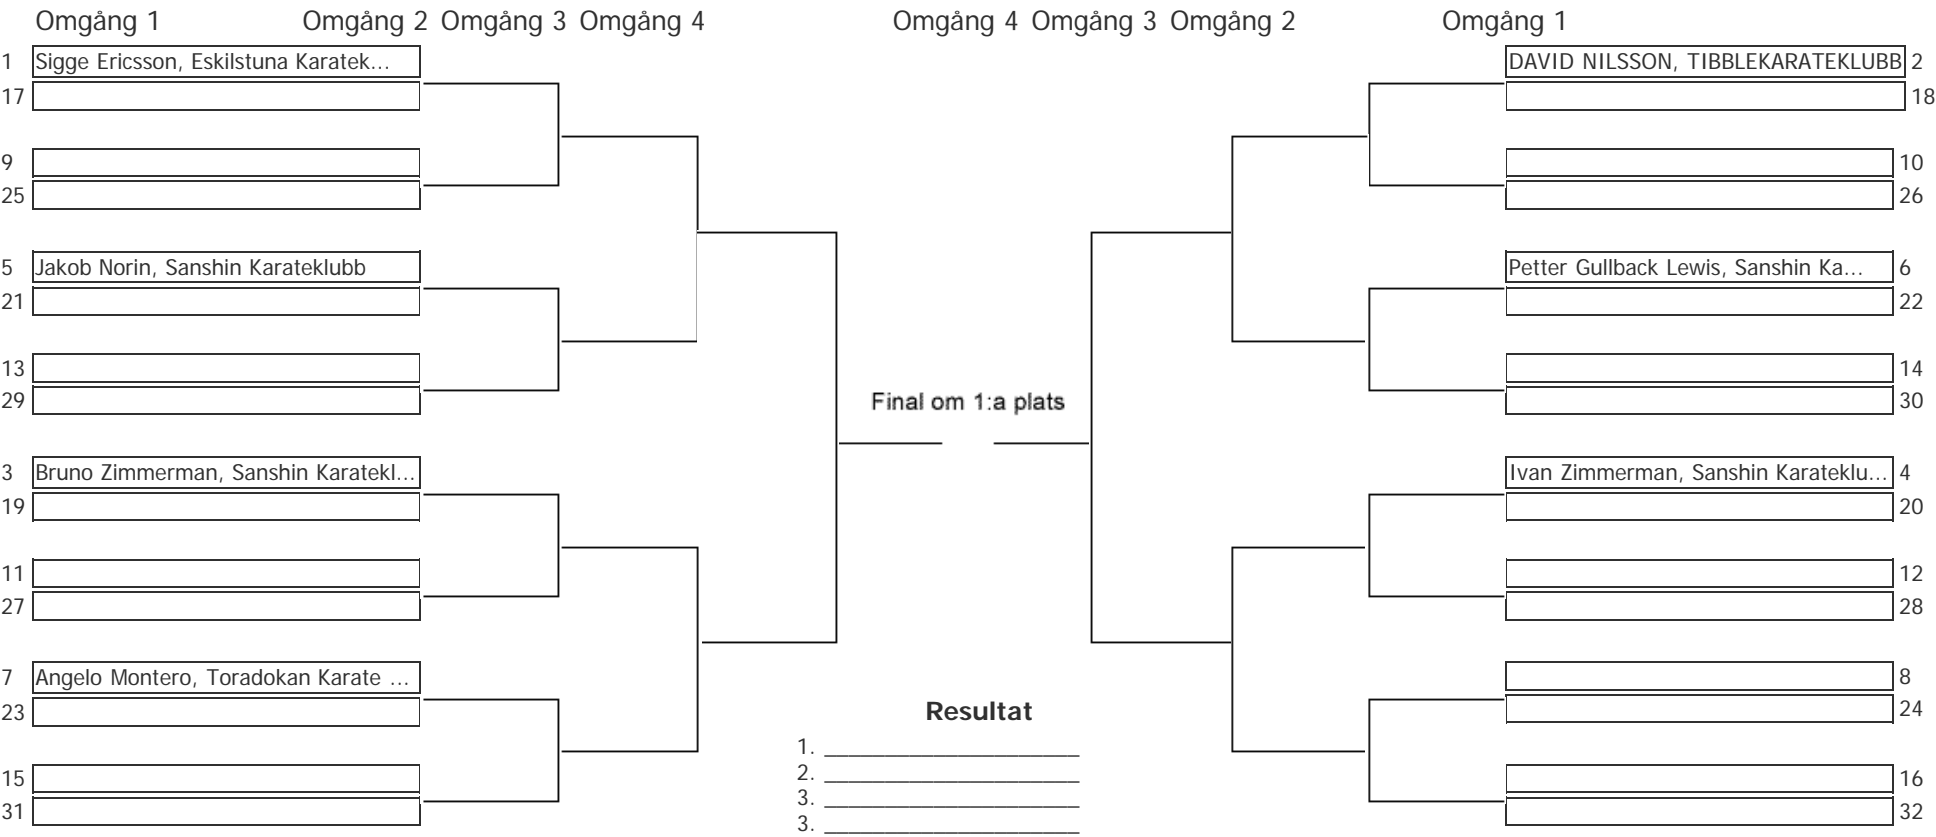 Omgång 1 Omgång 2 Omgång 3 Omgång 4 Omgång 4 Omgång 3 Omgång 2 Omgång 1
1 Sigge Ericsson, Eskilstuna Karatek... DAVID NILSSON, TIBBLEKARATEKLUBB 2
17 18
9 10
25 26
5 Jakob Norin, Sanshin Karateklubb Petter Gullback Lewis, Sanshin Ka... 6
21 22
13 14
29 30
Final om 1:a plats
3 Bruno Zimmerman, Sanshin Karatekl... Ivan Zimmerman, Sanshin Karateklu... 4
19 20
11 12
27 28
7 Angelo Montero, Toradokan Karate ... 8
23 24
Resultat
1. ____________________
2. ____________________
15 16
3. ____________________
31 32
3. ____________________